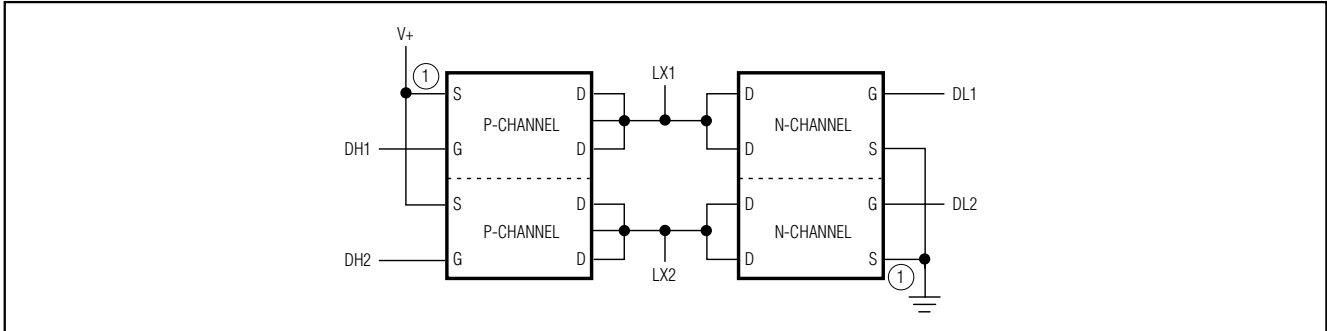 V+
1
LX1
S
D
D
G
DL1
P-CHANNEL
N-CHANNEL
DH1
G
D
D
S
S
D
D
G
DL2
P-CHANNEL
N-CHANNEL
DH2
G
D
D
S
LX2
1